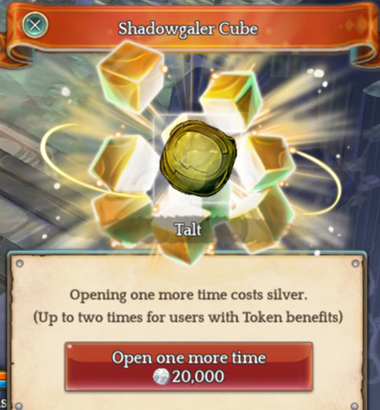 Shadowgaler Cube
Talt
Opening one more time costs silver.
(Up to two times for users with Token benefits)
Open one more time
20,000